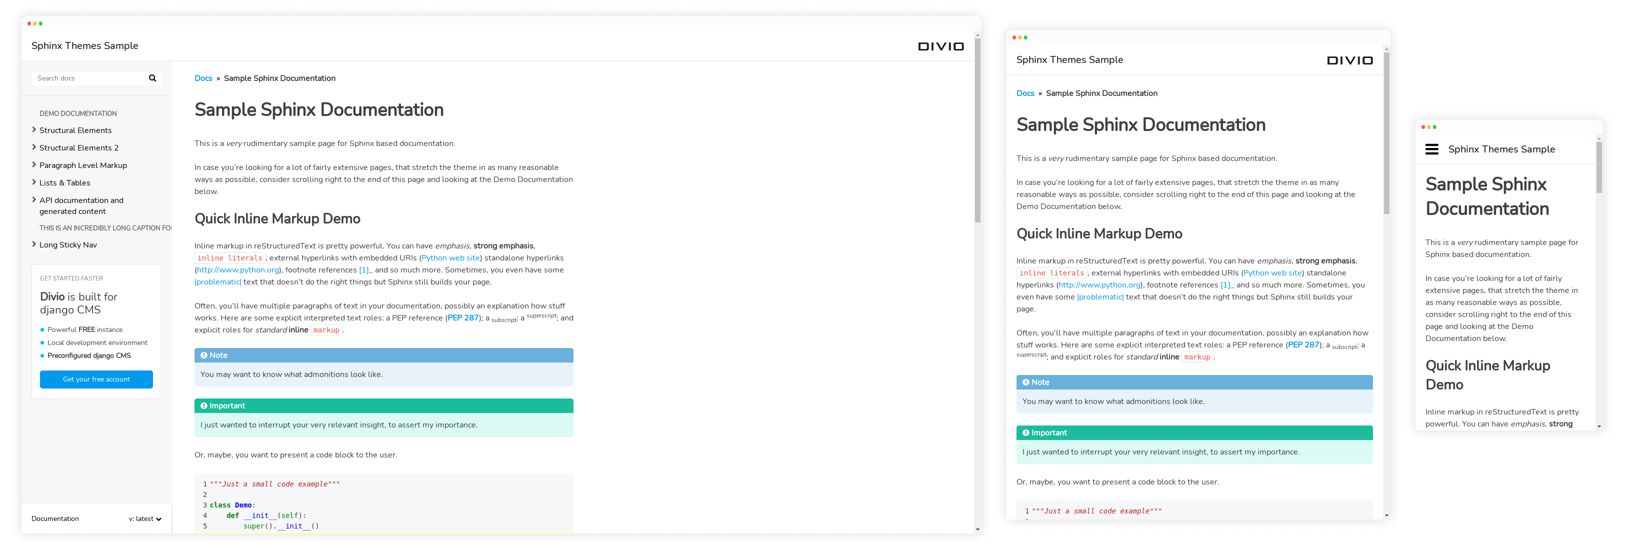 Sphinx Themes Sample
DIVIO
Search docs
DEMO DOCUMENTATION
Structural Elements
Structural Elements 2
Paragraph Level Markup
Lists & Tables
API documentation and
generated content
THIS IS AN INCREDIBLY LONG CAPTION FO
Long Sticky Nav
GET STARTED FASTER
Divio is built for
django CMS
Powerful FREE instance
Local development environment
Preconfigured django CMS
Get your free account
Documentation
v: latest
Docs » Sample Sphinx Documentation
Sample Sphinx Documentation
This is a very rudimentary sample page for Sphinx based documentation.
In case you're looking for a lot of fairly extensive pages, that stretch the theme in as many reasonable
ways as possible, consider scrolling right to the end of this page and looking at the Demo Documentation
below.
Quick Inline Markup Demo
Inline markup in reStructuredText is pretty powerful. You can have emphasis, strong emphasis,
inline literals , external hyperlinks with embedded URIs (Python web site) standalone hyperlinks
(http://www.python.org), footnote references [1]_ and so much more. Sometimes, you even have some
|problematic| text that doesn't do the right things but Sphinx still builds your page.
Often, you'll have multiple paragraphs of text in your documentation, possibly an explanation how stuff
works. Here are some explicit interpreted text roles: a PEP reference (PEP 287); a subscript; a superscript; and
explicit roles for standard inline markup .
Note
You may want to know what admonitions look like.
Important
I just wanted to interrupt your very relevant insight, to assert my importance.
Or, maybe, you want to present a code block to the user.
1 """Just a small code example"""
2
3 class Demo:
4     def __init__(self):
5         super().__init__()
Sphinx Themes Sample
DIVIO
Docs » Sample Sphinx Documentation
Sample Sphinx Documentation
This is a very rudimentary sample page for Sphinx based documentation.
In case you're looking for a lot of fairly extensive pages, that stretch the theme in as many
reasonable ways as possible, consider scrolling right to the end of this page and looking at the
Demo Documentation below.
Quick Inline Markup Demo
Inline markup in reStructuredText is pretty powerful. You can have emphasis, strong emphasis,
inline literals , external hyperlinks with embedded URIs (Python web site) standalone
hyperlinks (http://www.python.org), footnote references [1]_ and so much more. Sometimes, you
even have some |problematic| text that doesn't do the right things but Sphinx still builds your
page.
Often, you'll have multiple paragraphs of text in your documentation, possibly an explanation how
stuff works. Here are some explicit interpreted text roles: a PEP reference (PEP 287); a subscript; a
superscript; and explicit roles for standard inline markup .
Note
You may want to know what admonitions look like.
Important
I just wanted to interrupt your very relevant insight, to assert my importance.
Or, maybe, you want to present a code block to the user.
1 """Just a small code example"""
Sphinx Themes Sample
Sample Sphinx
Documentation
This is a very rudimentary sample page for
Sphinx based documentation.
In case you're looking for a lot of fairly
extensive pages, that stretch the theme in
as many reasonable ways as possible,
consider scrolling right to the end of this
page and looking at the Demo
Documentation below.
Quick Inline Markup
Demo
Inline markup in reStructuredText is pretty
powerful. You can have emphasis, strong